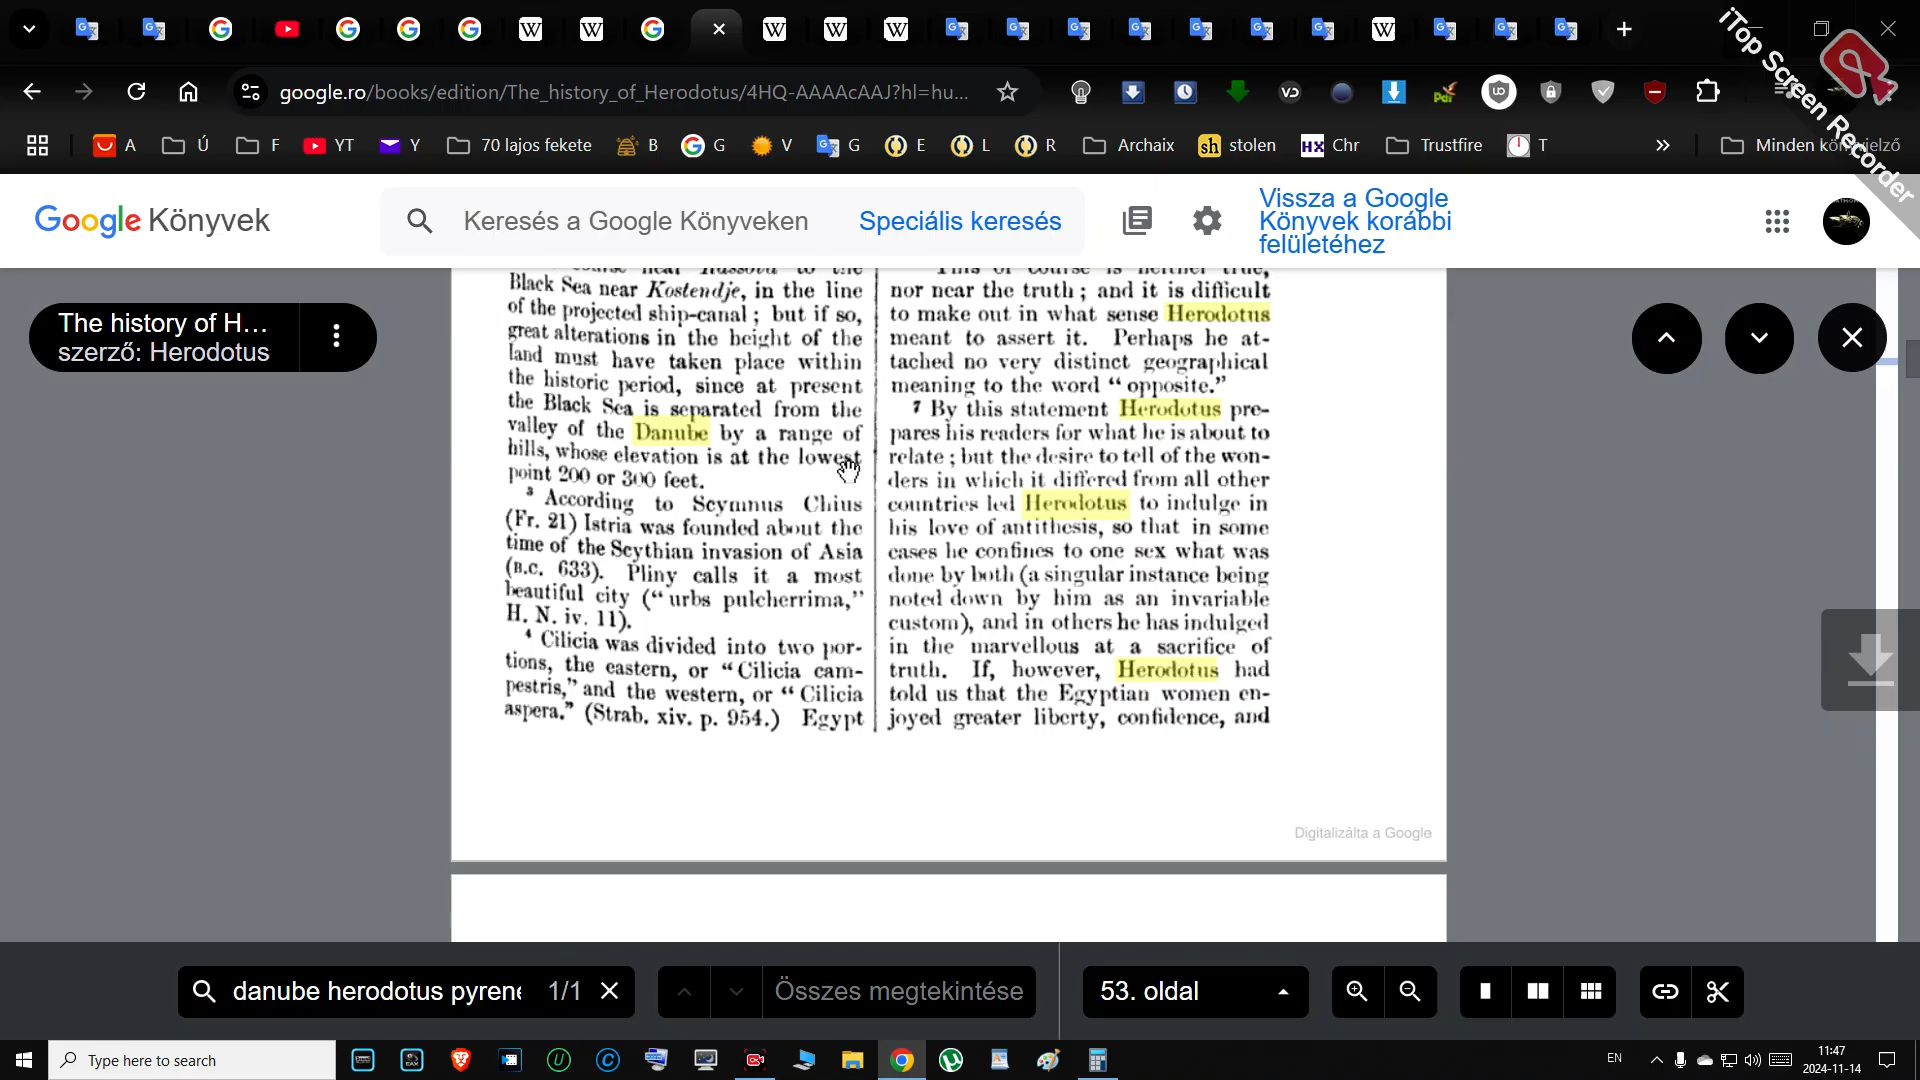 google.ro/books/edition/The_history_of_Herodotus/4HQ-AAAAcAAJ?hl=hu...
A Ú F YT Y 70 lajos fekete B G V G E L R Archaix stolen Chr Trustfire T » Minden könyvjelző
iTop Screen Recorder
Google Könyvek
Keresés a Google Könyveken
Speciális keresés
Vissza a Google
Könyvek korábbi
felületéhez
The history of H...
szerző: Herodotus
Black Sea near Kostendje, in the line
of the projected ship-canal; but if so,
great alterations in the height of the
land must have taken place within
the historic period, since at present
the Black Sea is separated from the
valley of the Danube by a range of
hills, whose elevation is at the lowest
point 200 or 300 feet.
³ According to Scymnus Chius
(Fr. 21) Istria was founded about the
time of the Scythian invasion of Asia
(B.C. 633). Pliny calls it a most
beautiful city (“urbs pulcherrima,”
H. N. iv. 11).
⁴ Cilicia was divided into two por-
tions, the eastern, or “Cilicia cam-
pestris,” and the western, or “Cilicia
aspera.” (Strab. xiv. p. 954.) Egypt
This of course is neither true,
nor near the truth; and it is difficult
to make out in what sense Herodotus
meant to assert it. Perhaps he at-
tached no very distinct geographical
meaning to the word “opposite.”
⁷ By this statement Herodotus pre-
pares his readers for what he is about to
relate; but the desire to tell of the won-
ders in which it differed from all other
countries led Herodotus to indulge in
his love of antithesis, so that in some
cases he confines to one sex what was
done by both (a singular instance being
noted down by him as an invariable
custom), and in others he has indulged
in the marvellous at a sacrifice of
truth. If, however, Herodotus had
told us that the Egyptian women en-
joyed greater liberty, confidence, and
Digitalizálta a Google
danube herodotus pyrene 1/1
Összes megtekintése
53. oldal
Type here to search
EN
11:47
2024-11-14